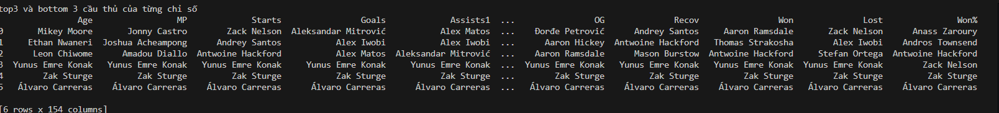 top3 và bottom 3 cầu thủ của từng chỉ số
Age MP Starts Goals Assists1 ... OG Recov Won Lost Won%
0 Mikey Moore Jonny Castro Zack Nelson Aleksandar Mitrović Alex Matos ... Đorđe Petrović Andrey Santos Aaron Ramsdale Zack Nelson Anass Zaroury
1 Ethan Nwaneri Joshua Acheampong Andrey Santos Alex Iwobi Alex Iwobi ... Aaron Hickey Antwoine Hackford Thomas Strakosha Alex Iwobi Andros Townsend
2 Leon Chiwome Amadou Diallo Antwoine Hackford Alex Matos Aleksandar Mitrović ... Aaron Ramsdale Mason Burstow Antwoine Hackford Stefan Ortega Antwoine Hackford
3 Yunus Emre Konak Yunus Emre Konak Yunus Emre Konak Yunus Emre Konak Yunus Emre Konak ... Yunus Emre Konak Yunus Emre Konak Yunus Emre Konak Yunus Emre Konak Zack Nelson
4 Zak Sturge Zak Sturge Zak Sturge Zak Sturge Zak Sturge ... Zak Sturge Zak Sturge Zak Sturge Zak Sturge Zak Sturge
5 Álvaro Carreras Álvaro Carreras Álvaro Carreras Álvaro Carreras Álvaro Carreras ... Álvaro Carreras Álvaro Carreras Álvaro Carreras Álvaro Carreras Álvaro Carreras
[6 rows x 154 columns]